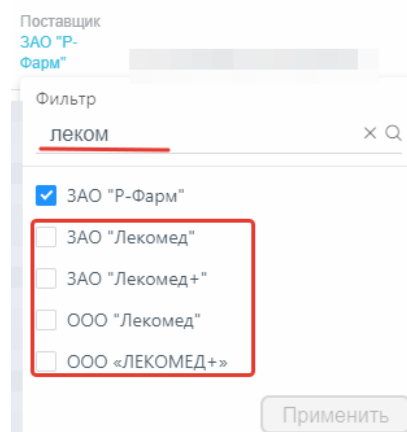 Поставщик
ЗАО "Р-
Фарм"
Фильтр
леком
ЗАО "Р-Фарм"
ЗАО "Лекомед"
ЗАО "Лекомед+"
ООО "Лекомед"
ООО «ЛЕКОМЕД+»
Применить